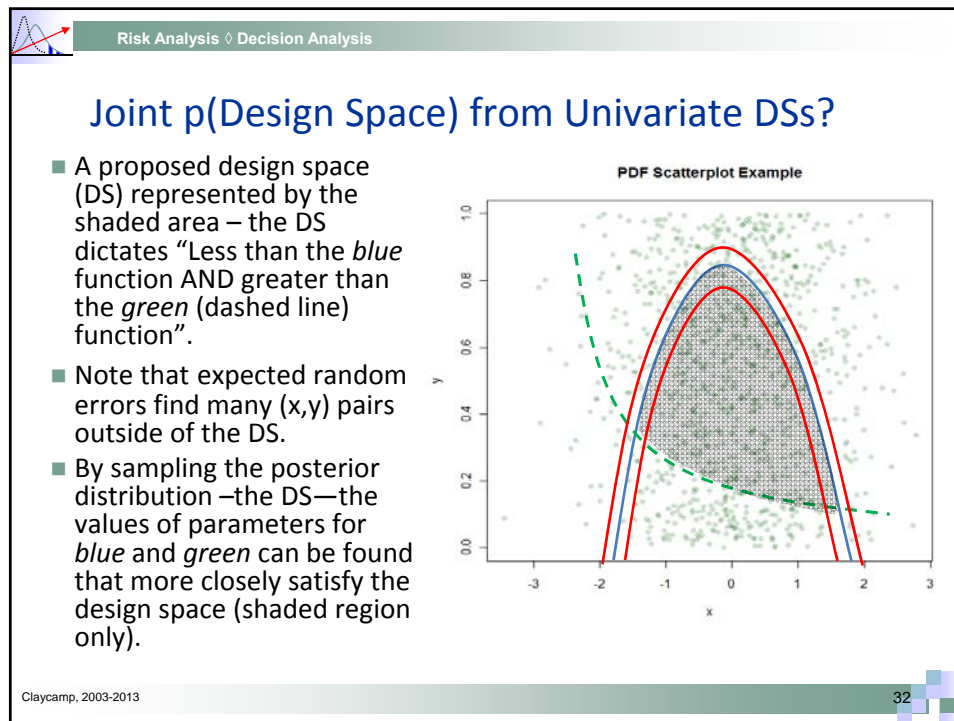 Risk Analysis ◊ Decision Analysis
Joint p(Design Space) from Univariate DSs?
A proposed design space
(DS) represented by the
shaded area – the DS
dictates “Less than the blue
function AND greater than
the green (dashed line)
function”.
Note that expected random
errors find many (x,y) pairs
outside of the DS.
By sampling the posterior
distribution –the DS—the
values of parameters for
blue and green can be found
that more closely satisfy the
design space (shaded region
only).
PDF Scatterplot Example
1.0
0.8
0.6
0.4
0.2
0.0
y
-3 -2 -1 0 1 2 3
x
Claycamp, 2003-2013
32